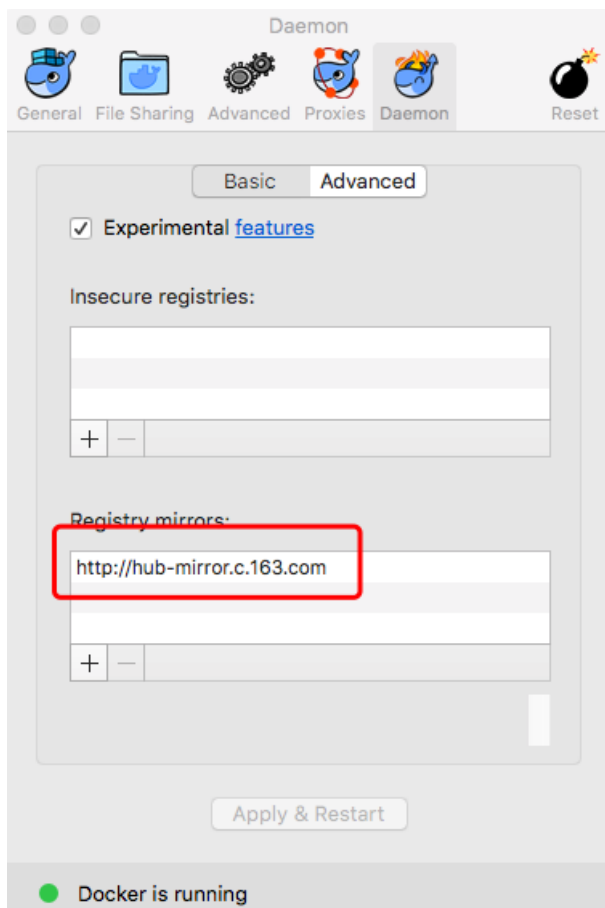 Daemon
General File Sharing Advanced Proxies Daemon Reset
Basic Advanced
Experimental features
Insecure registries:
Registry mirrors:
http://hub-mirror.c.163.com
Apply & Restart
Docker is running